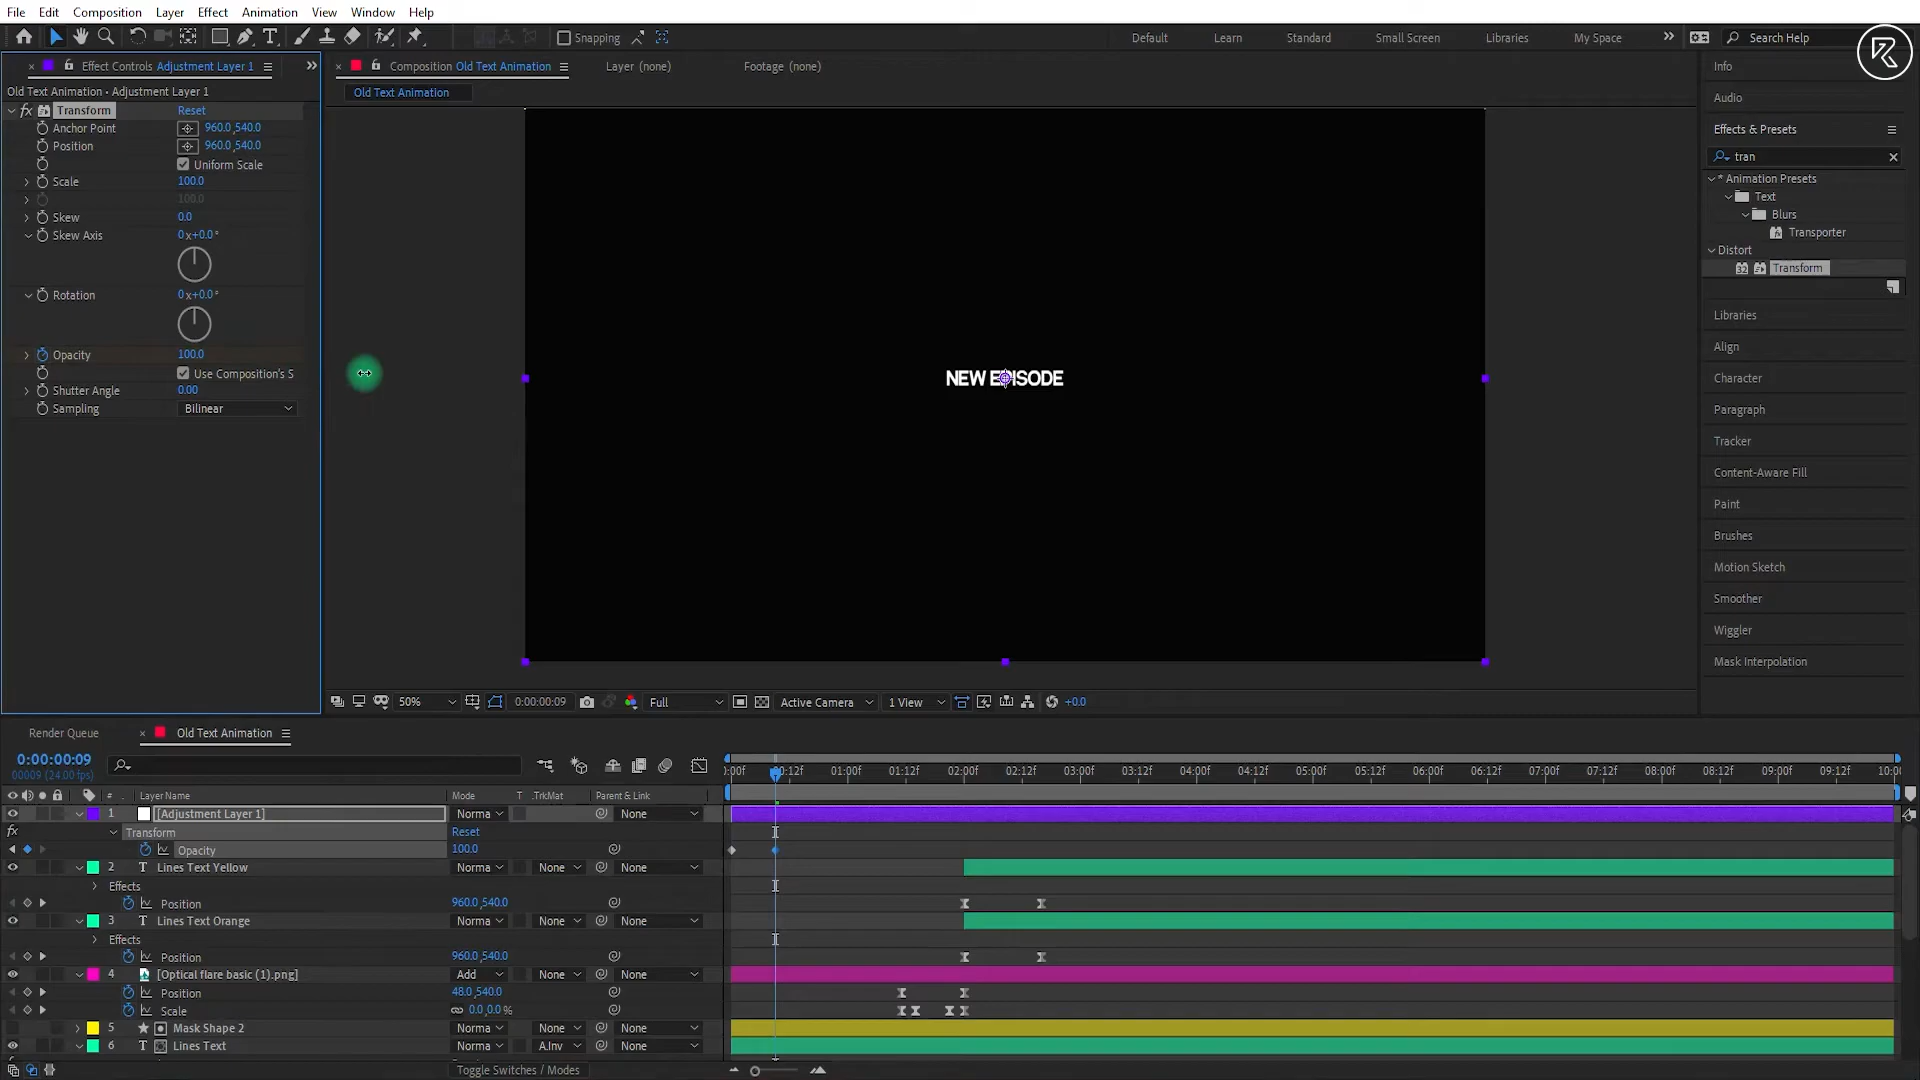 File Edit Composition Layer Effect Animation View Window Help
Snapping
Default Learn Standard Small Screen Libraries My Space
Search Help
Effect Controls Adjustment Layer 1
Composition Old Text Animation
Layer (none)
Footage (none)
Old Text Animation • Adjustment Layer 1
Old Text Animation
fx Transform Reset
Anchor Point 960.0,540.0
Position 960.0,540.0
Uniform Scale
Scale 100.0
100.0
Skew 0.0
Skew Axis 0x+0.0°
Rotation 0x+0.0°
Opacity 100.0
Use Composition's S
Shutter Angle 0.00
Sampling Bilinear
NEW EPISODE
50% 0:00:00:09 Full Active Camera 1 View +0.0
Info
Audio
Effects & Presets
tran
* Animation Presets
Text
Blurs
Transporter
Distort
32 Transform
Libraries
Align
Character
Paragraph
Tracker
Content-Aware Fill
Paint
Brushes
Motion Sketch
Smoother
Wiggler
Mask Interpolation
Render Queue
Old Text Animation
0:00:00:09
00009 (24.00 fps)
:00f 00:12f 01:00f 01:12f 02:00f 02:12f 03:00f 03:12f 04:00f 04:12f 05:00f 05:12f 06:00f 06:12f 07:00f 07:12f 08:00f 08:12f 09:00f 09:12f 10:0
# Layer Name Mode T .TrkMat Parent & Link
1 [Adjustment Layer 1] Norma None
fx Transform Reset
Opacity 100.0
2 T Lines Text Yellow Norma None None
Effects
Position 960.0,540.0
3 T Lines Text Orange Norma None None
Effects
Position 960.0,540.0
4 [Optical flare basic (1).png] Add None None
Position 48.0,540.0
Scale 0.0,0.0%
5 Mask Shape 2 Norma None None
6 T Lines Text Norma A.Inv None
Toggle Switches / Modes